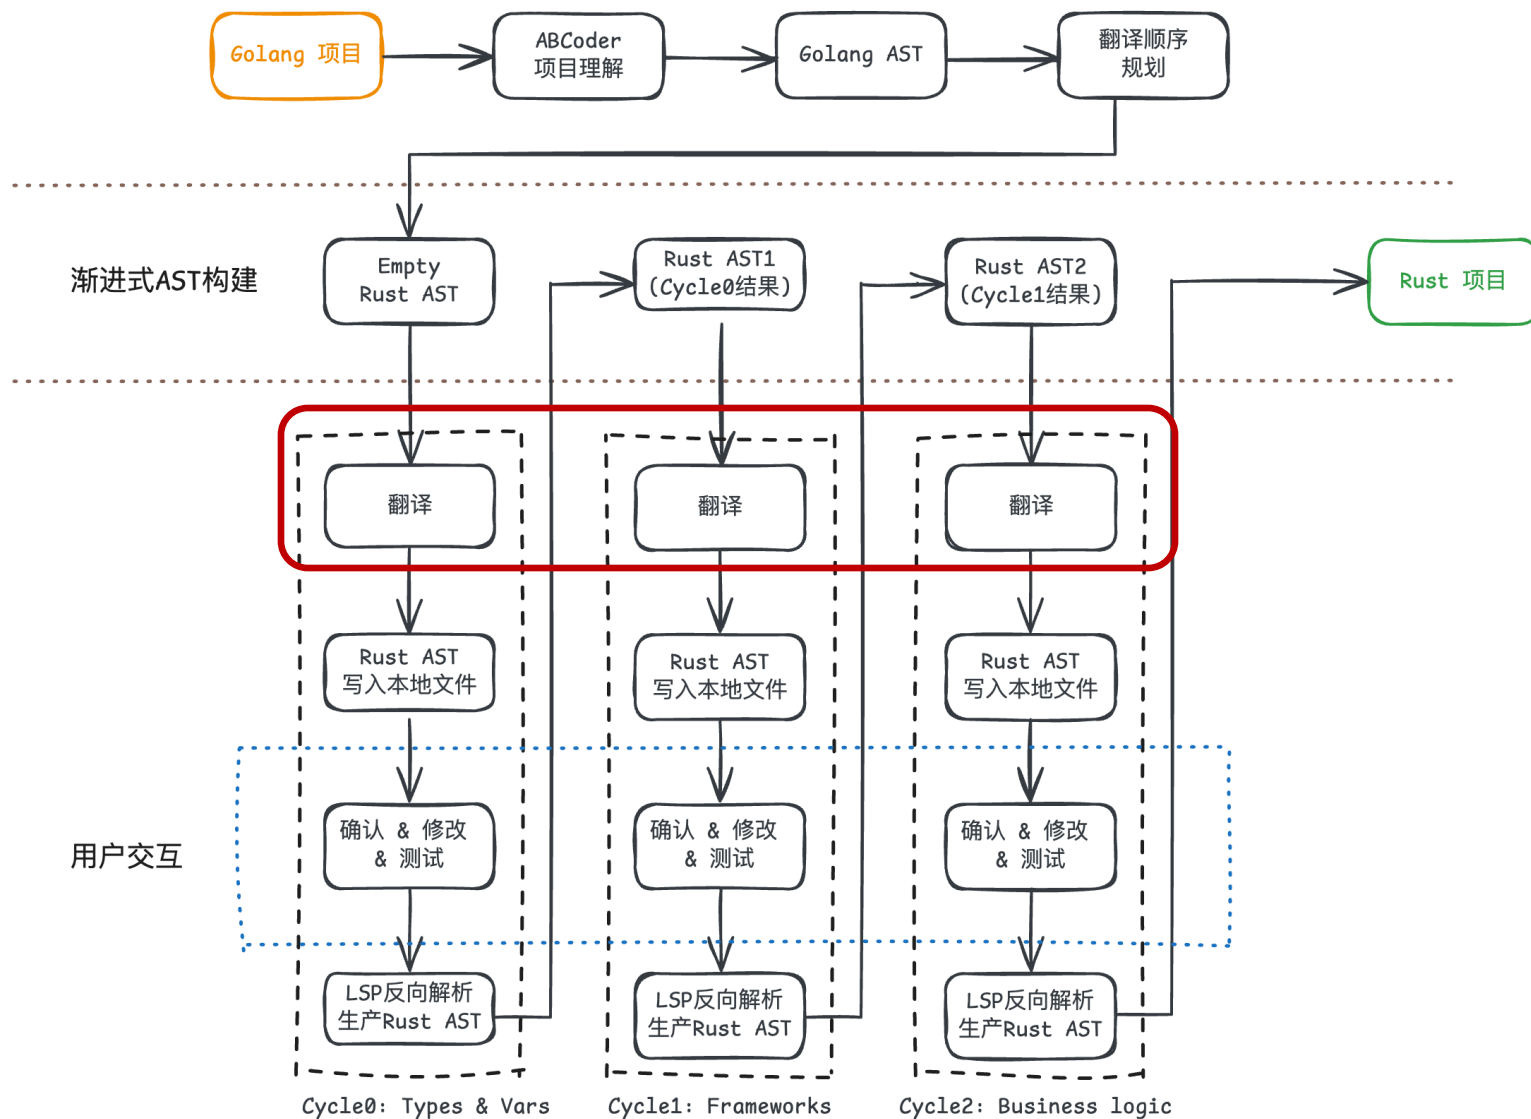 Golang 项目
ABCoder
项目理解
Golang AST
翻译顺序
规划
渐进式AST构建
Empty
Rust AST
Rust AST1
(Cycle0结果)
Rust AST2
(Cycle1结果)
Rust 项目
翻译
翻译
翻译
Rust AST
写入本地文件
Rust AST
写入本地文件
Rust AST
写入本地文件
用户交互
确认 & 修改
& 测试
确认 & 修改
& 测试
确认 & 修改
& 测试
LSP反向解析
生产Rust AST
LSP反向解析
生产Rust AST
LSP反向解析
生产Rust AST
Cycle0: Types & Vars
Cycle1: Frameworks
Cycle2: Business logic